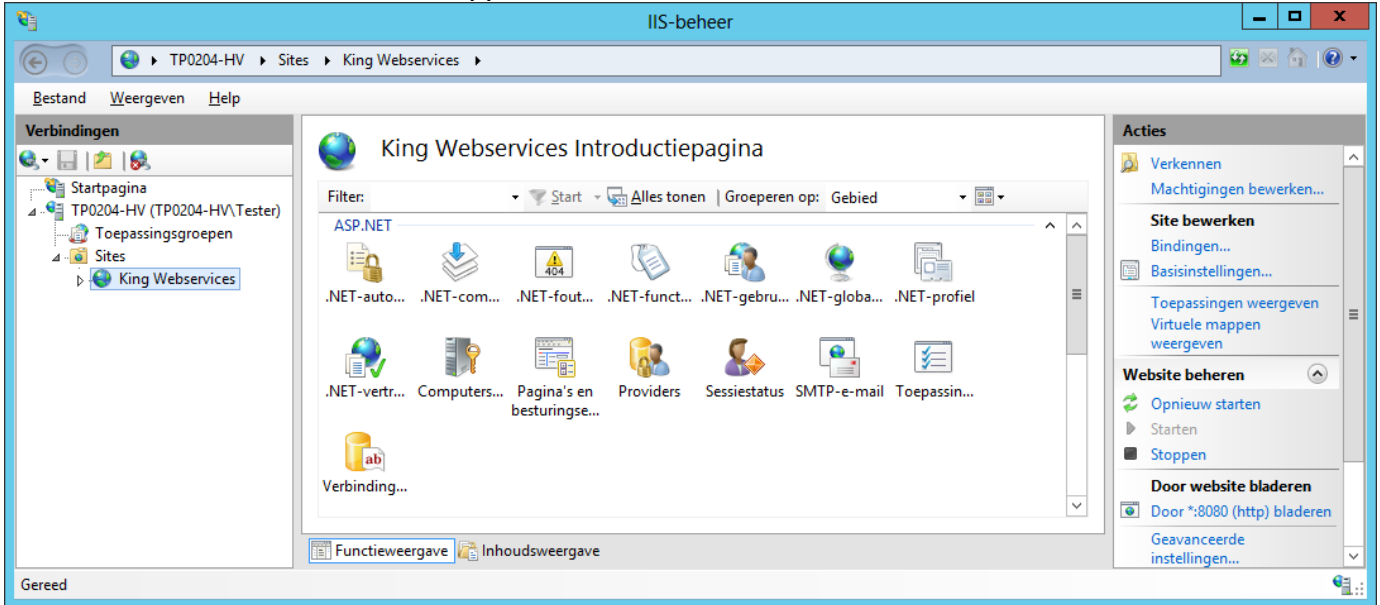 IIS-beheer
TP0204-HV Sites King Webservices
Bestand Weergeven Help
Verbindingen
Startpagina
TP0204-HV (TP0204-HV\Tester)
Toepassingsgroepen
Sites
King Webservices
King Webservices Introductiepagina
Filter: Start Alles tonen Groeperen op: Gebied
ASP.NET
.NET-auto... .NET-com... .NET-fout... .NET-funct... .NET-gebru... .NET-globa... .NET-profiel
.NET-vertr... Computers... Pagina's en besturingse... Providers Sessiestatus SMTP-e-mail Toepassin...
Verbinding...
Functieweergave Inhoudsweergave
Acties
Verkennen
Machtigingen bewerken...
Site bewerken
Bindingen...
Basisinstellingen...
Toepassingen weergeven
Virtuele mappen
weergeven
Website beheren
Opnieuw starten
Starten
Stoppen
Door website bladeren
Door *:8080 (http) bladeren
Geavanceerde
instellingen...
Gereed